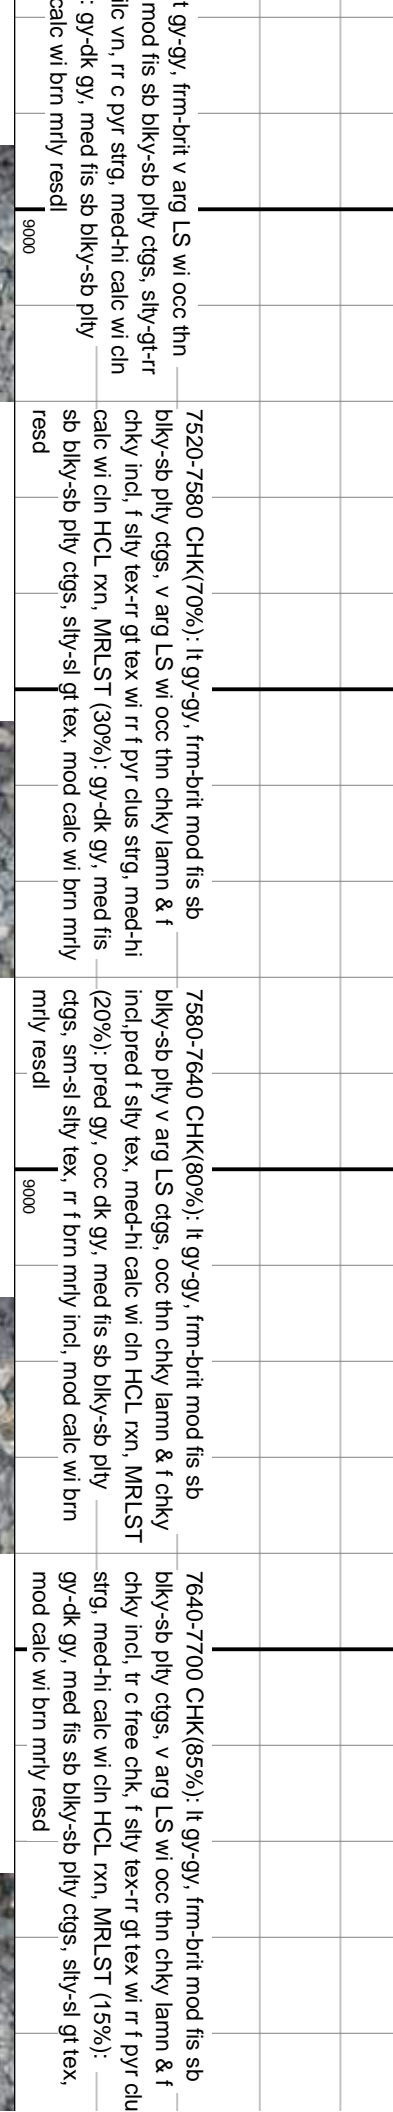 t gy-gy, frm-brit v arg LS wi occ thn
mod fis sb blky-sb plty ctgs, slty-gt-rr
ilc vn, rr c pyr strg, med-hi calc wi cln
: gy-dk gy, med fis sb blky-sb plty
calc wi brn mrly resdl
9000
7520-7580 CHK(70%): lt gy-gy, frm-brit mod fis sb
blky-sb plty ctgs, v arg LS wi occ thn chky lamn & f
chky incl, f slty tex-rr gt tex wi rr f pyr clus strg, med-hi
calc wi cln HCL rxn, MRLST (30%): gy-dk gy, med fis
sb blky-sb plty ctgs, slty-sl gt tex, mod calc wi brn mrly
resd
7580-7640 CHK(80%): lt gy-gy, frm-brit mod fis sb
blky-sb plty v arg LS ctgs, occ thn chky lamn & f chky
incl,pred f slty tex, med-hi calc wi cln HCL rxn, MRLST
(20%): pred gy, occ dk gy, med fis sb blky-sb plty
ctgs, sm-sl slty tex, rr f brn mrly incl, mod calc wi brn
mrly resdl
9000
7640-7700 CHK(85%): lt gy-gy, frm-brit mod fis sb
blky-sb plty ctgs, v arg LS wi occ thn chky lamn & f
chky incl, tr c free chk, f slty tex-rr gt tex wi rr f pyr clu
strg, med-hi calc wi cln HCL rxn, MRLST (15%):
gy-dk gy, med fis sb blky-sb plty ctgs, slty-sl gt tex,
mod calc wi brn mrly resd